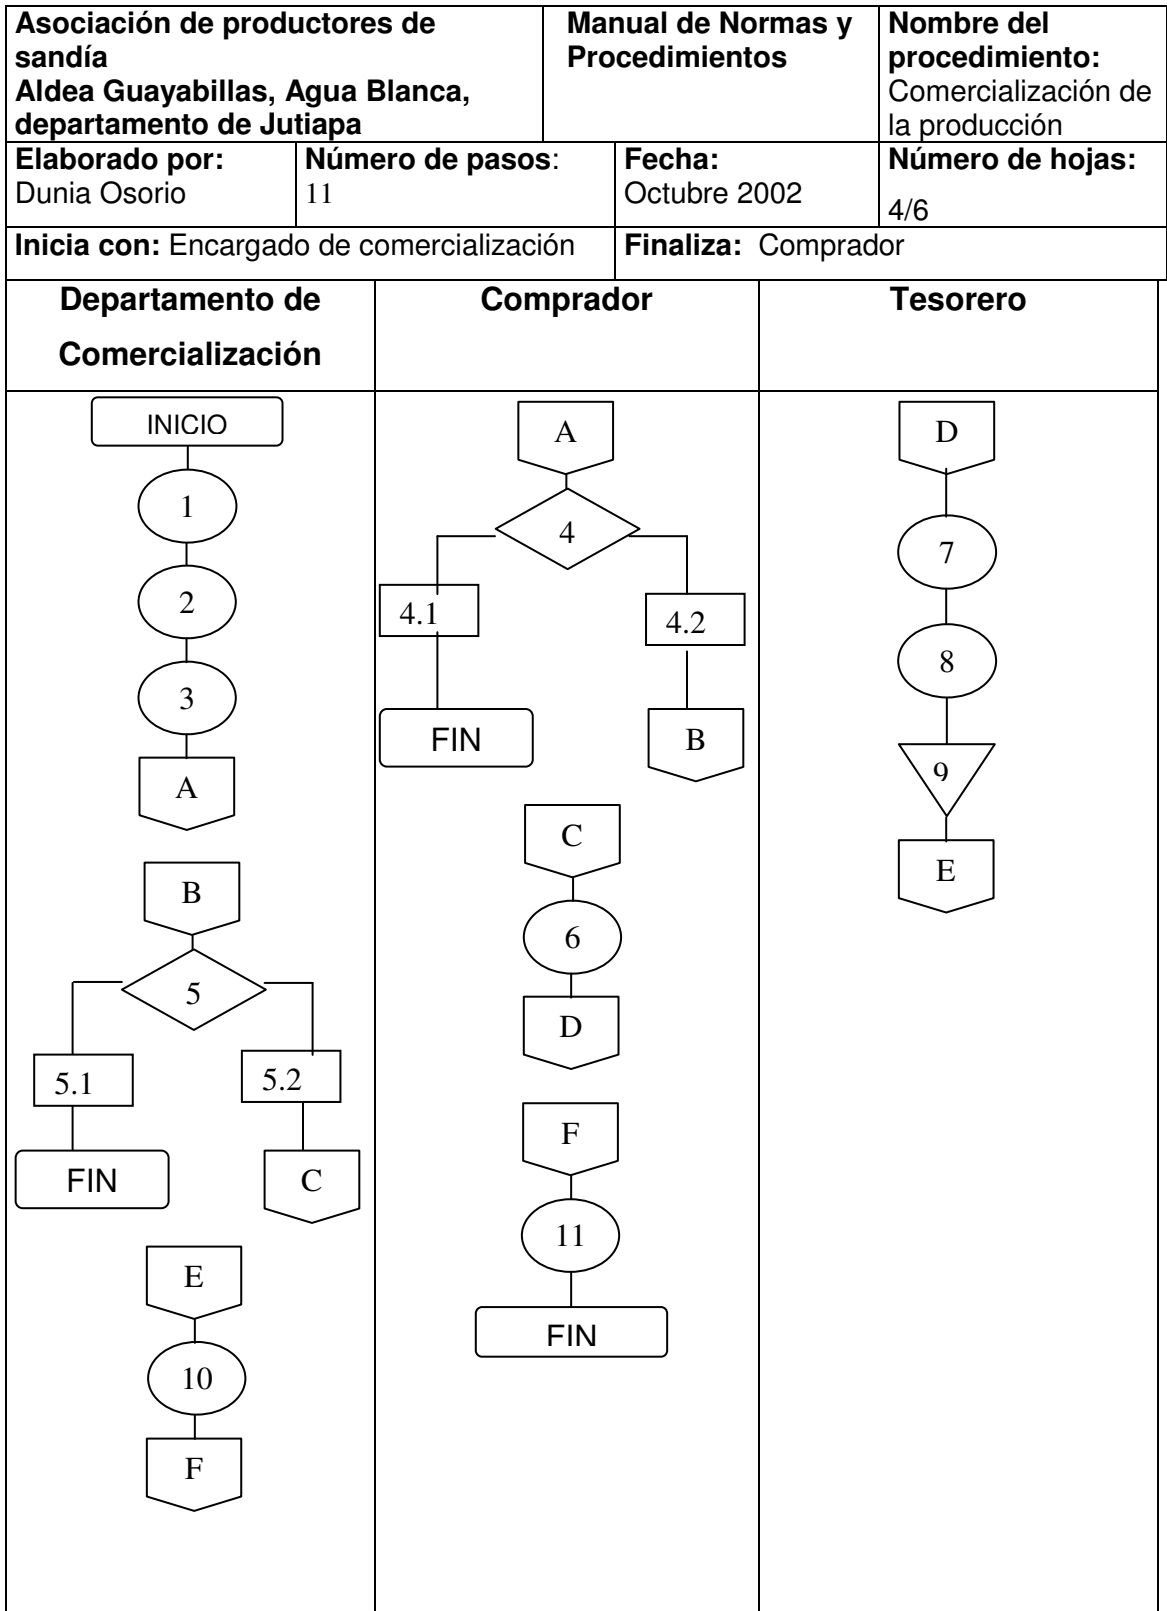 Asociación de productores de
sandía
Aldea Guayabillas, Agua Blanca,
departamento de Jutiapa
Manual de Normas y
Procedimientos
Nombre del
procedimiento:
Comercialización de
la producción
Elaborado por:
Dunia Osorio
Número de pasos:
11
Fecha:
Octubre 2002
Número de hojas:
4/6
Inicia con: Encargado de comercialización
Finaliza: Comprador
Departamento de
Comercialización
Comprador
Tesorero
INICIO
1
2
3
A
B
5
5.1
5.2
FIN
C
E
10
F
A
4
4.1
4.2
FIN
B
C
6
D
F
11
FIN
D
7
8
9
E